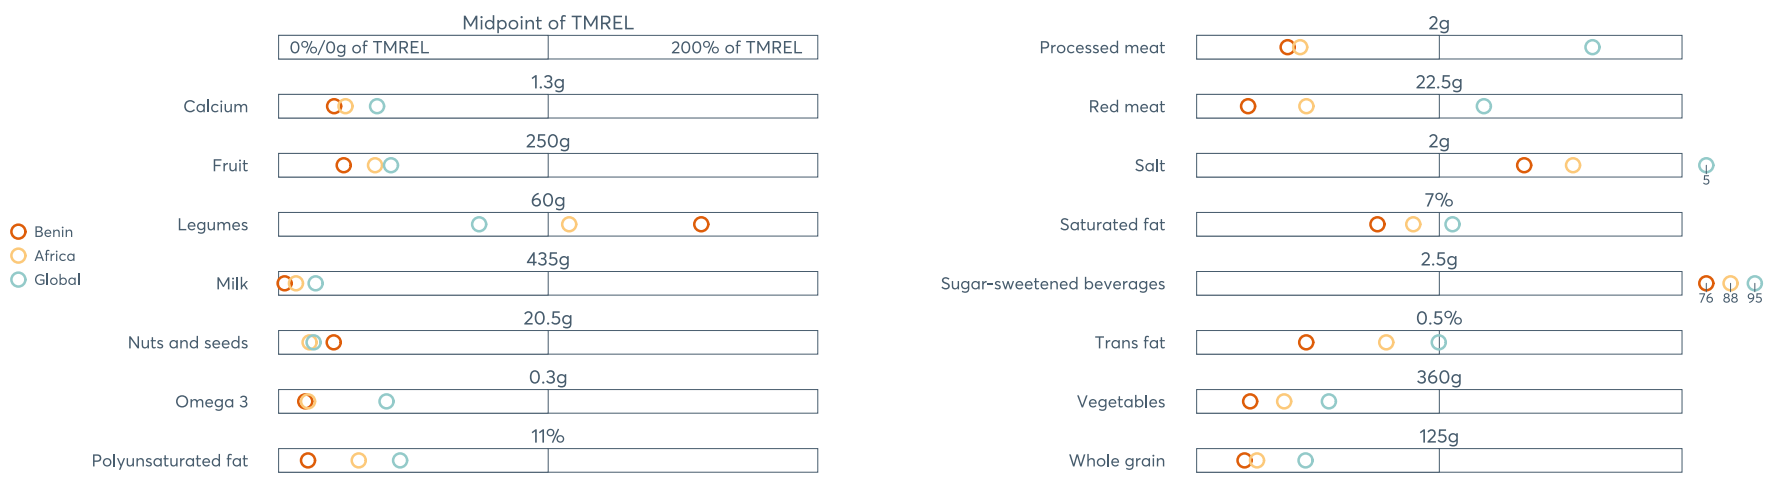 Midpoint of TMREL
0%/0g of TMREL 200% of TMREL
1.3g
Calcium
250g
Fruit
60g
Legumes
435g
Milk
20.5g
Nuts and seeds
0.3g
Omega 3
11%
Polyunsaturated fat
Benin
Africa
Global
2g
Processed meat
22.5g
Red meat
2g
Salt
5
7%
Saturated fat
2.5g
Sugar-sweetened beverages
76 88 95
0.5%
Trans fat
360g
Vegetables
125g
Whole grain